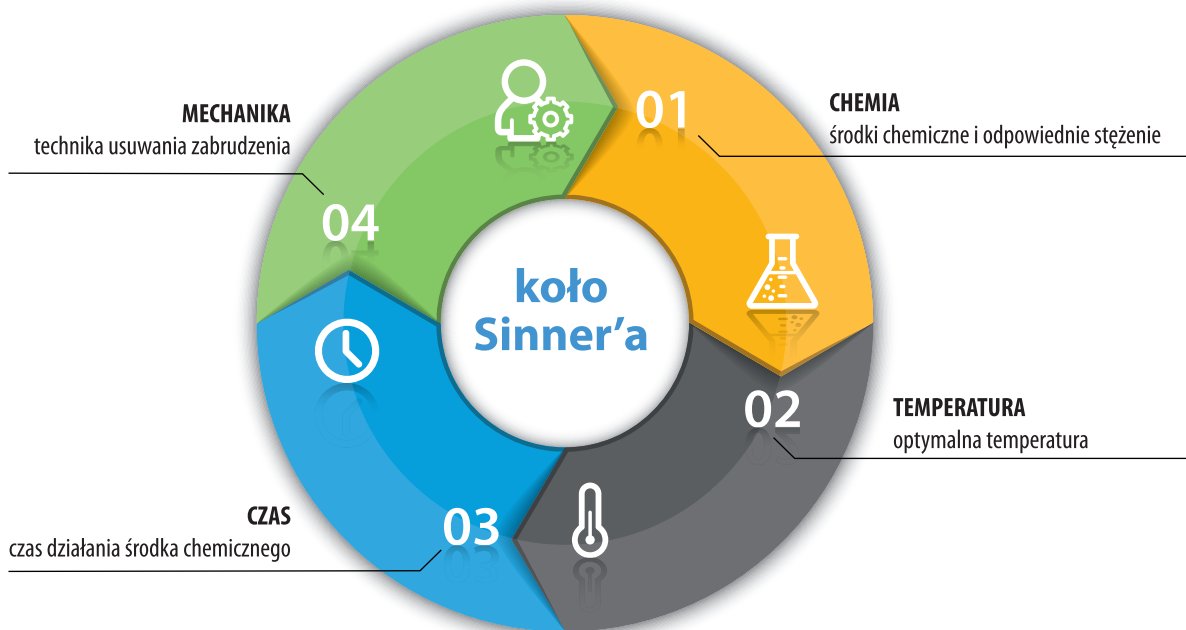 koło
Sinner’a
01
CHEMIA
środki chemiczne i odpowiednie stężenie
02
TEMPERATURA
optymalna temperatura
03
CZAS
czas działania środka chemicznego
04
MECHANIKA
technika usuwania zabrudzenia